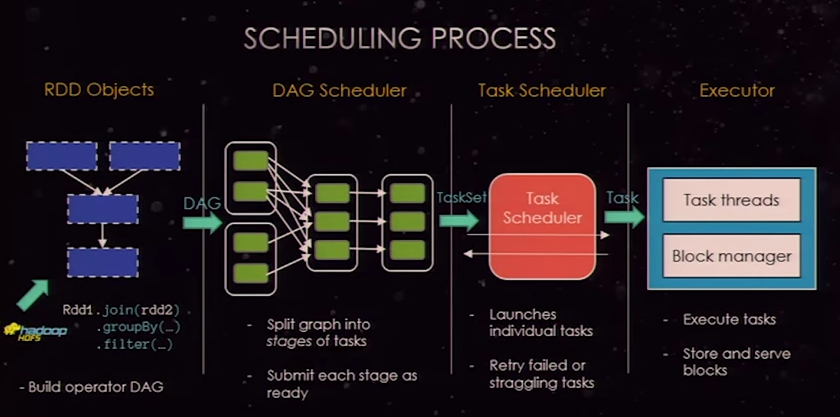 SCHEDULING PROCESS
RDD Objects
DAG Scheduler
Task Scheduler
Executor
DAG
TaskSet
Task
Scheduler
Task
Task threads
Block manager
hadoop
HDFS
Rdd1.join(rdd2)
.groupBy(…)
.filter(…)
- Build operator DAG
- Split graph into
stages of tasks
- Submit each stage as
ready
- Launches
individual tasks
- Retry failed or
straggling tasks
- Execute tasks
- Store and serve
blocks